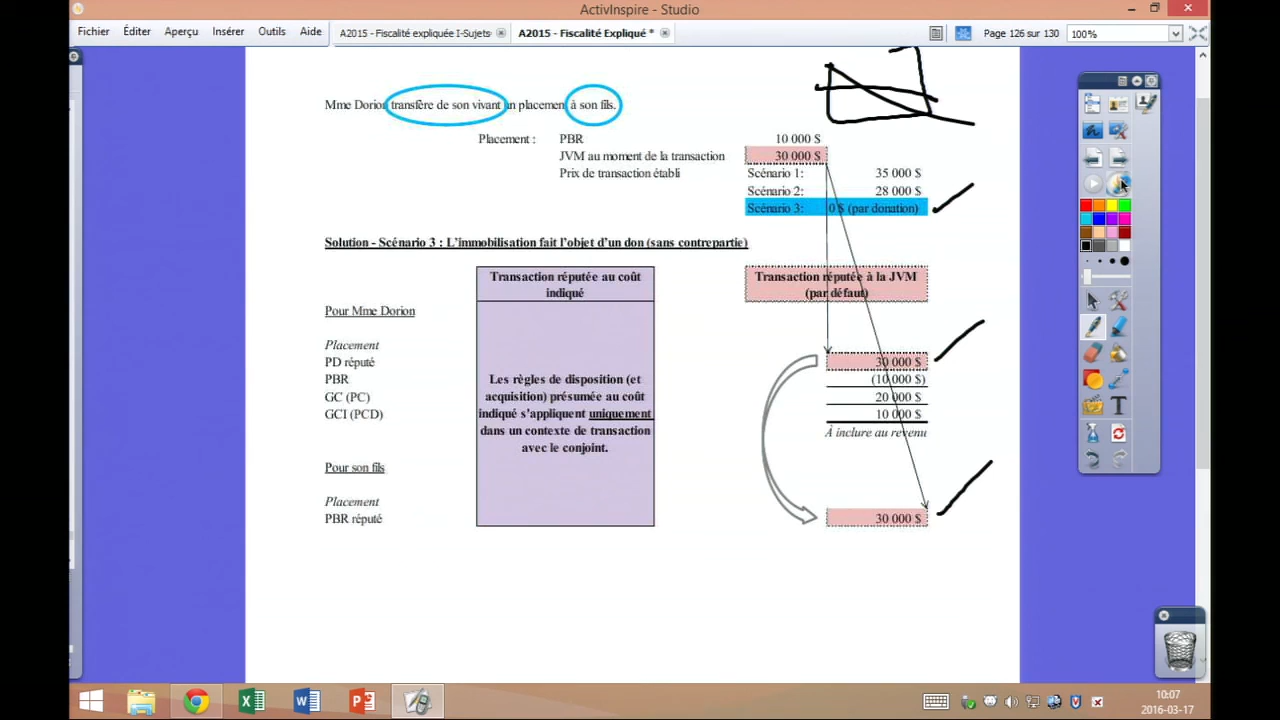 ActivInspire - Studio
Fichier Éditer Aperçu Insérer Outils Aide
A2015 - Fiscalité expliquée I-Sujets A2015 - Fiscalité Expliqué * Page 126 sur 130 100%
Mme Dorion transfère de son vivant un placement à son fils.
Placement : PBR 10 000 $
JVM au moment de la transaction 30 000 $
Prix de transaction établi Scénario 1: 35 000 $
Scénario 2: 28 000 $
Scénario 3: 0 $ (par donation)
Solution - Scénario 3 : L'immobilisation fait l'objet d'un don (sans contrepartie)
Transaction réputée au coût indiqué
Transaction réputée à la JVM (par défaut)
Pour Mme Dorion
Placement
PD réputé 30 000 $
PBR (10 000 $)
GC (PC) 20 000 $
GCI (PCD) 10 000 $
À inclure au revenu
Les règles de disposition (et
acquisition) présumée au coût
indiqué s'appliquent uniquement
dans un contexte de transaction
avec le conjoint.
Pour son fils
Placement
PBR réputé 30 000 $
10:07
2016-03-17